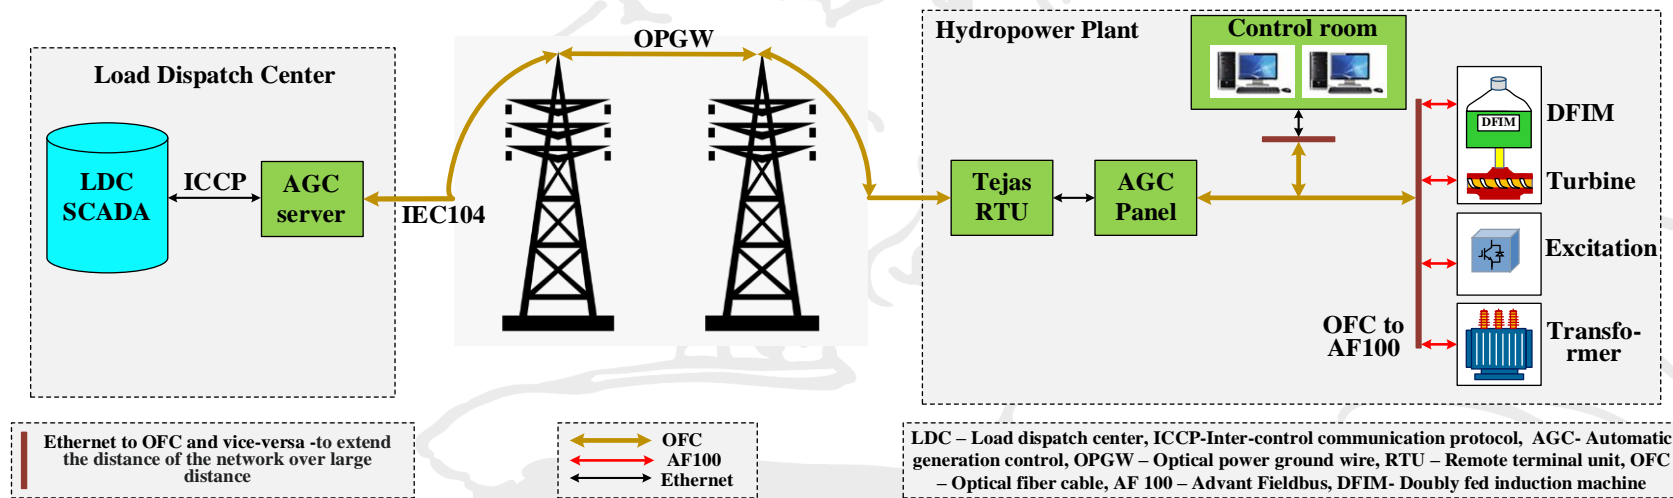 Load Dispatch Center
LDC
SCADA
ICCP
AGC
server
IEC104
OPGW
Hydropower Plant
Control room
Tejas
RTU
AGC
Panel
OFC to
AF100
DFIM
DFIM
Turbine
Excitation
Transfo-
rmer
Ethernet to OFC and vice-versa -to extend
the distance of the network over large
distance
OFC
AF100
Ethernet
LDC – Load dispatch center, ICCP-Inter-control communication protocol, AGC- Automatic
generation control, OPGW – Optical power ground wire, RTU – Remote terminal unit, OFC
– Optical fiber cable, AF 100 – Advant Fieldbus, DFIM- Doubly fed induction machine